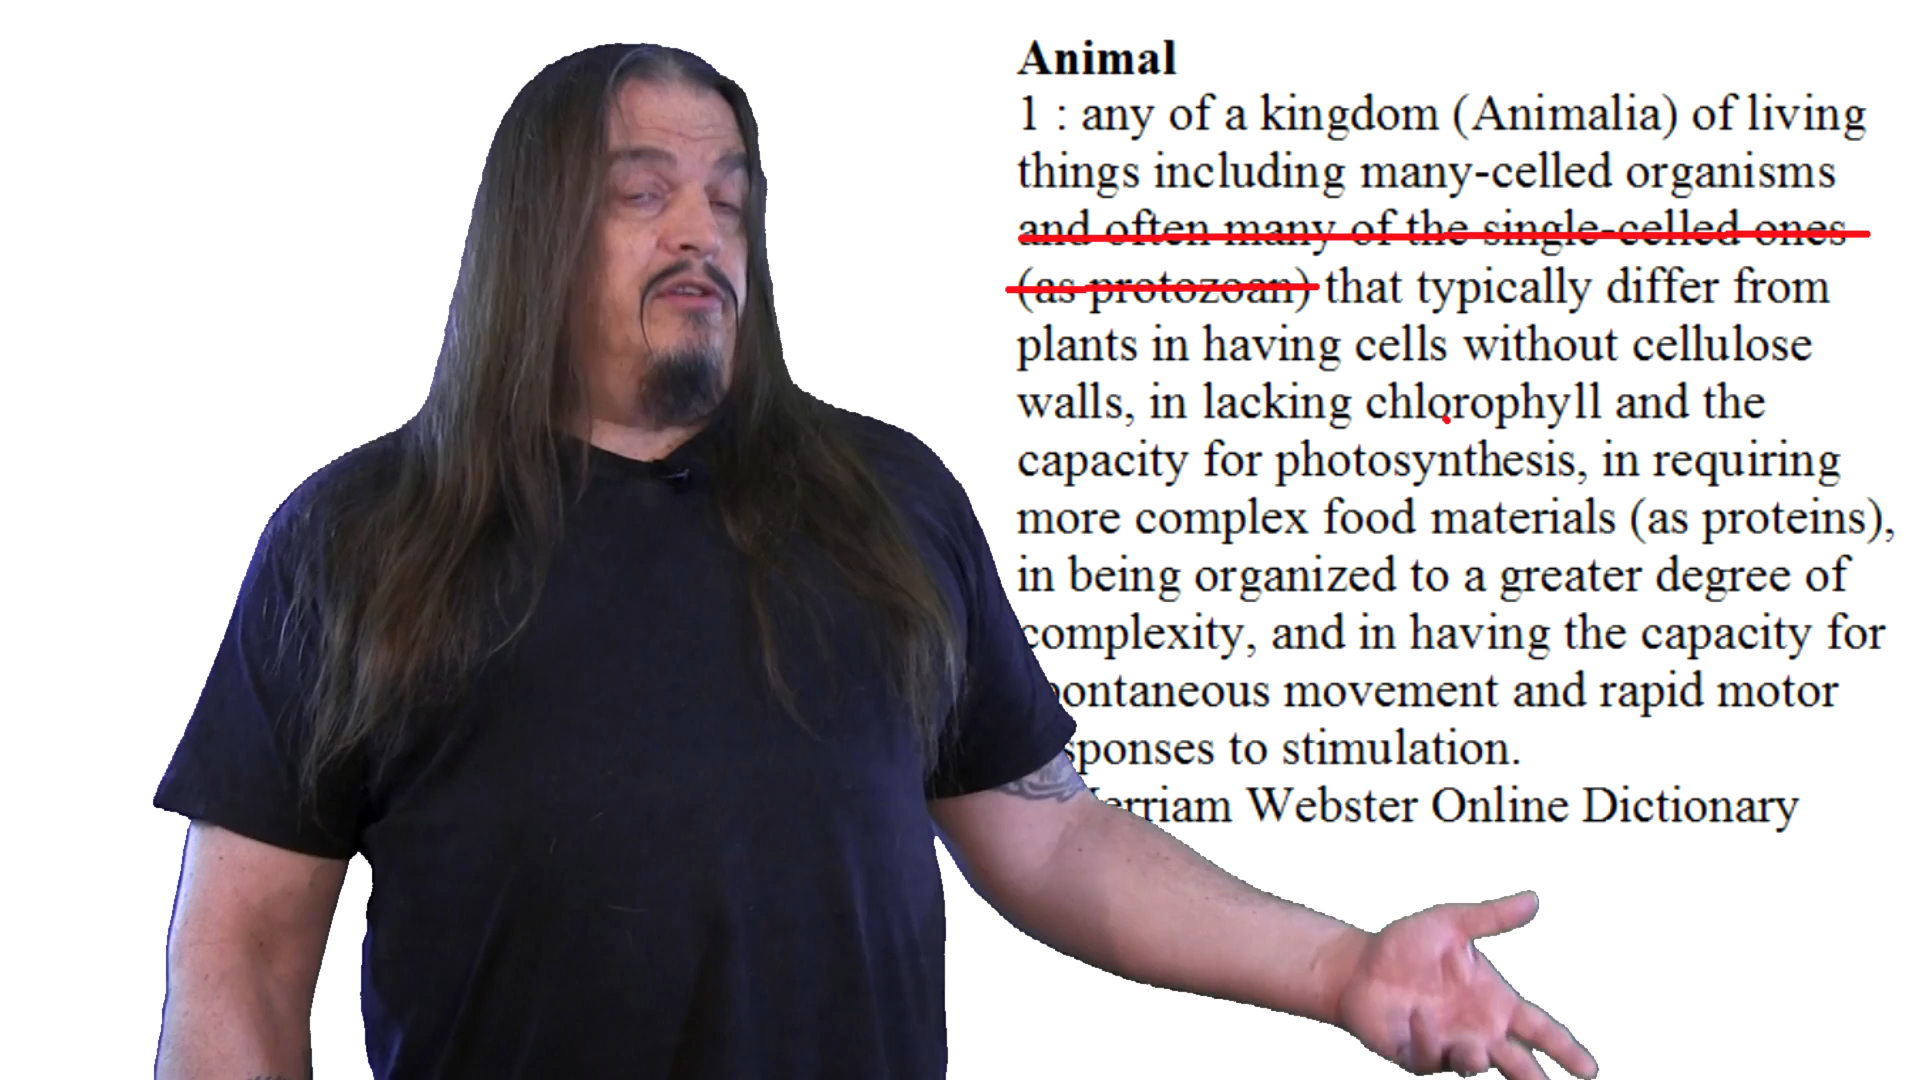 Animal
1 : any of a kingdom (Animalia) of living
things including many-celled organisms
and often many of the single-celled ones
(as protozoan) that typically differ from
plants in having cells without cellulose
walls, in lacking chlorophyll and the
capacity for photosynthesis, in requiring
more complex food materials (as proteins),
in being organized to a greater degree of
complexity, and in having the capacity for
spontaneous movement and rapid motor
responses to stimulation.
Merriam Webster Online Dictionary